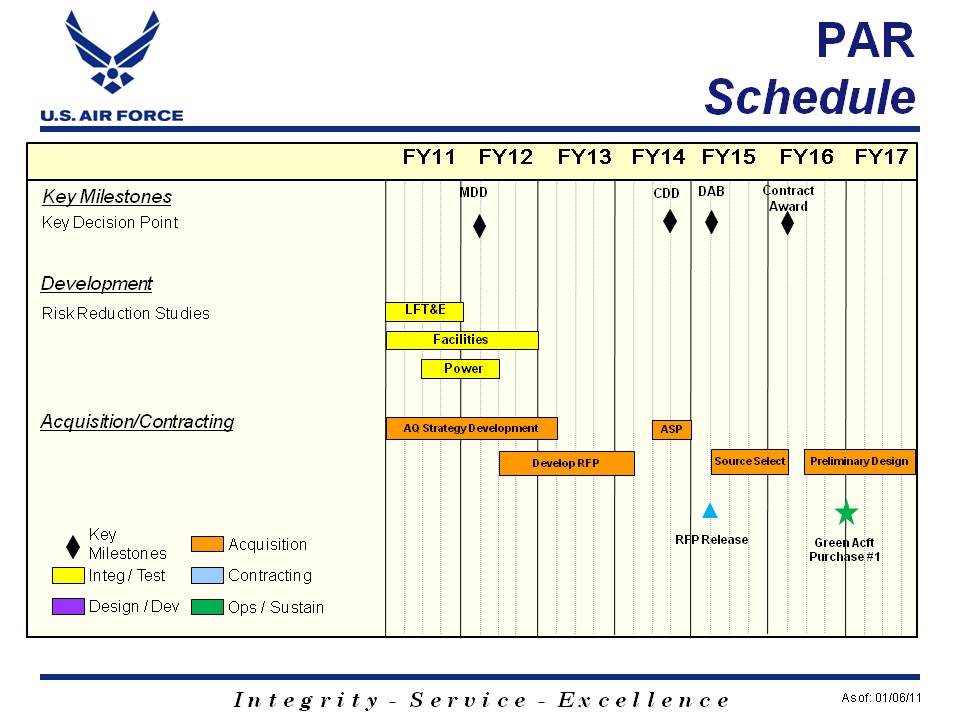 U.S. AIR FORCE
PAR
Schedule
FY11 FY12 FY13 FY14 FY15 FY16 FY17
Key Milestones
Key Decision Point
MDD
CDD
DAB
Contract
Award
Development
Risk Reduction Studies
LFT&E
Facilities
Power
Acquisition/Contracting
AQ Strategy Development
ASP
Develop RFP
Source Select
Preliminary Design
RFP Release
Green Acft
Purchase #1
Key
Milestones
Acquisition
Integ / Test
Contracting
Design / Dev
Ops / Sustain
Integrity - Service - Excellence
As of: 01/06/11